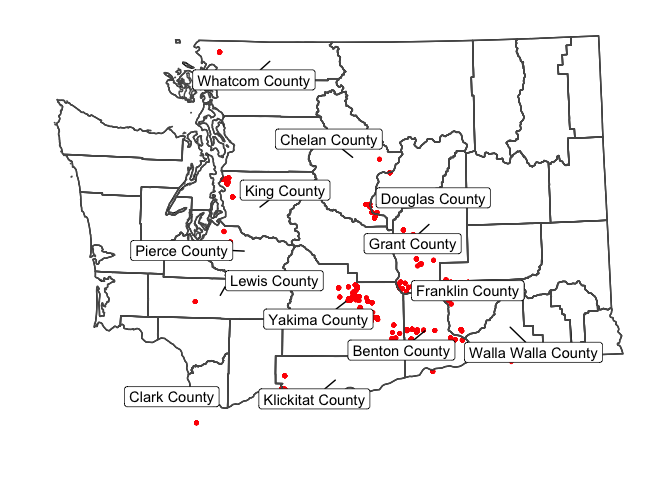 Whatcom County
Chelan County
King County
Douglas County
Pierce County
Grant County
Lewis County
Franklin County
Yakima County
Benton County
Walla Walla County
Clark County
Klickitat County